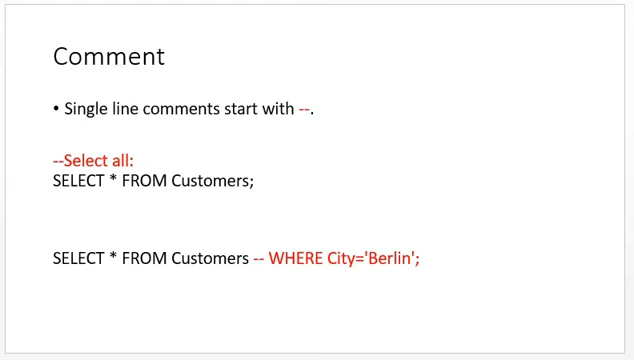 Comment
• Single line comments start with --.
--Select all:
SELECT * FROM Customers;
SELECT * FROM Customers -- WHERE City='Berlin';